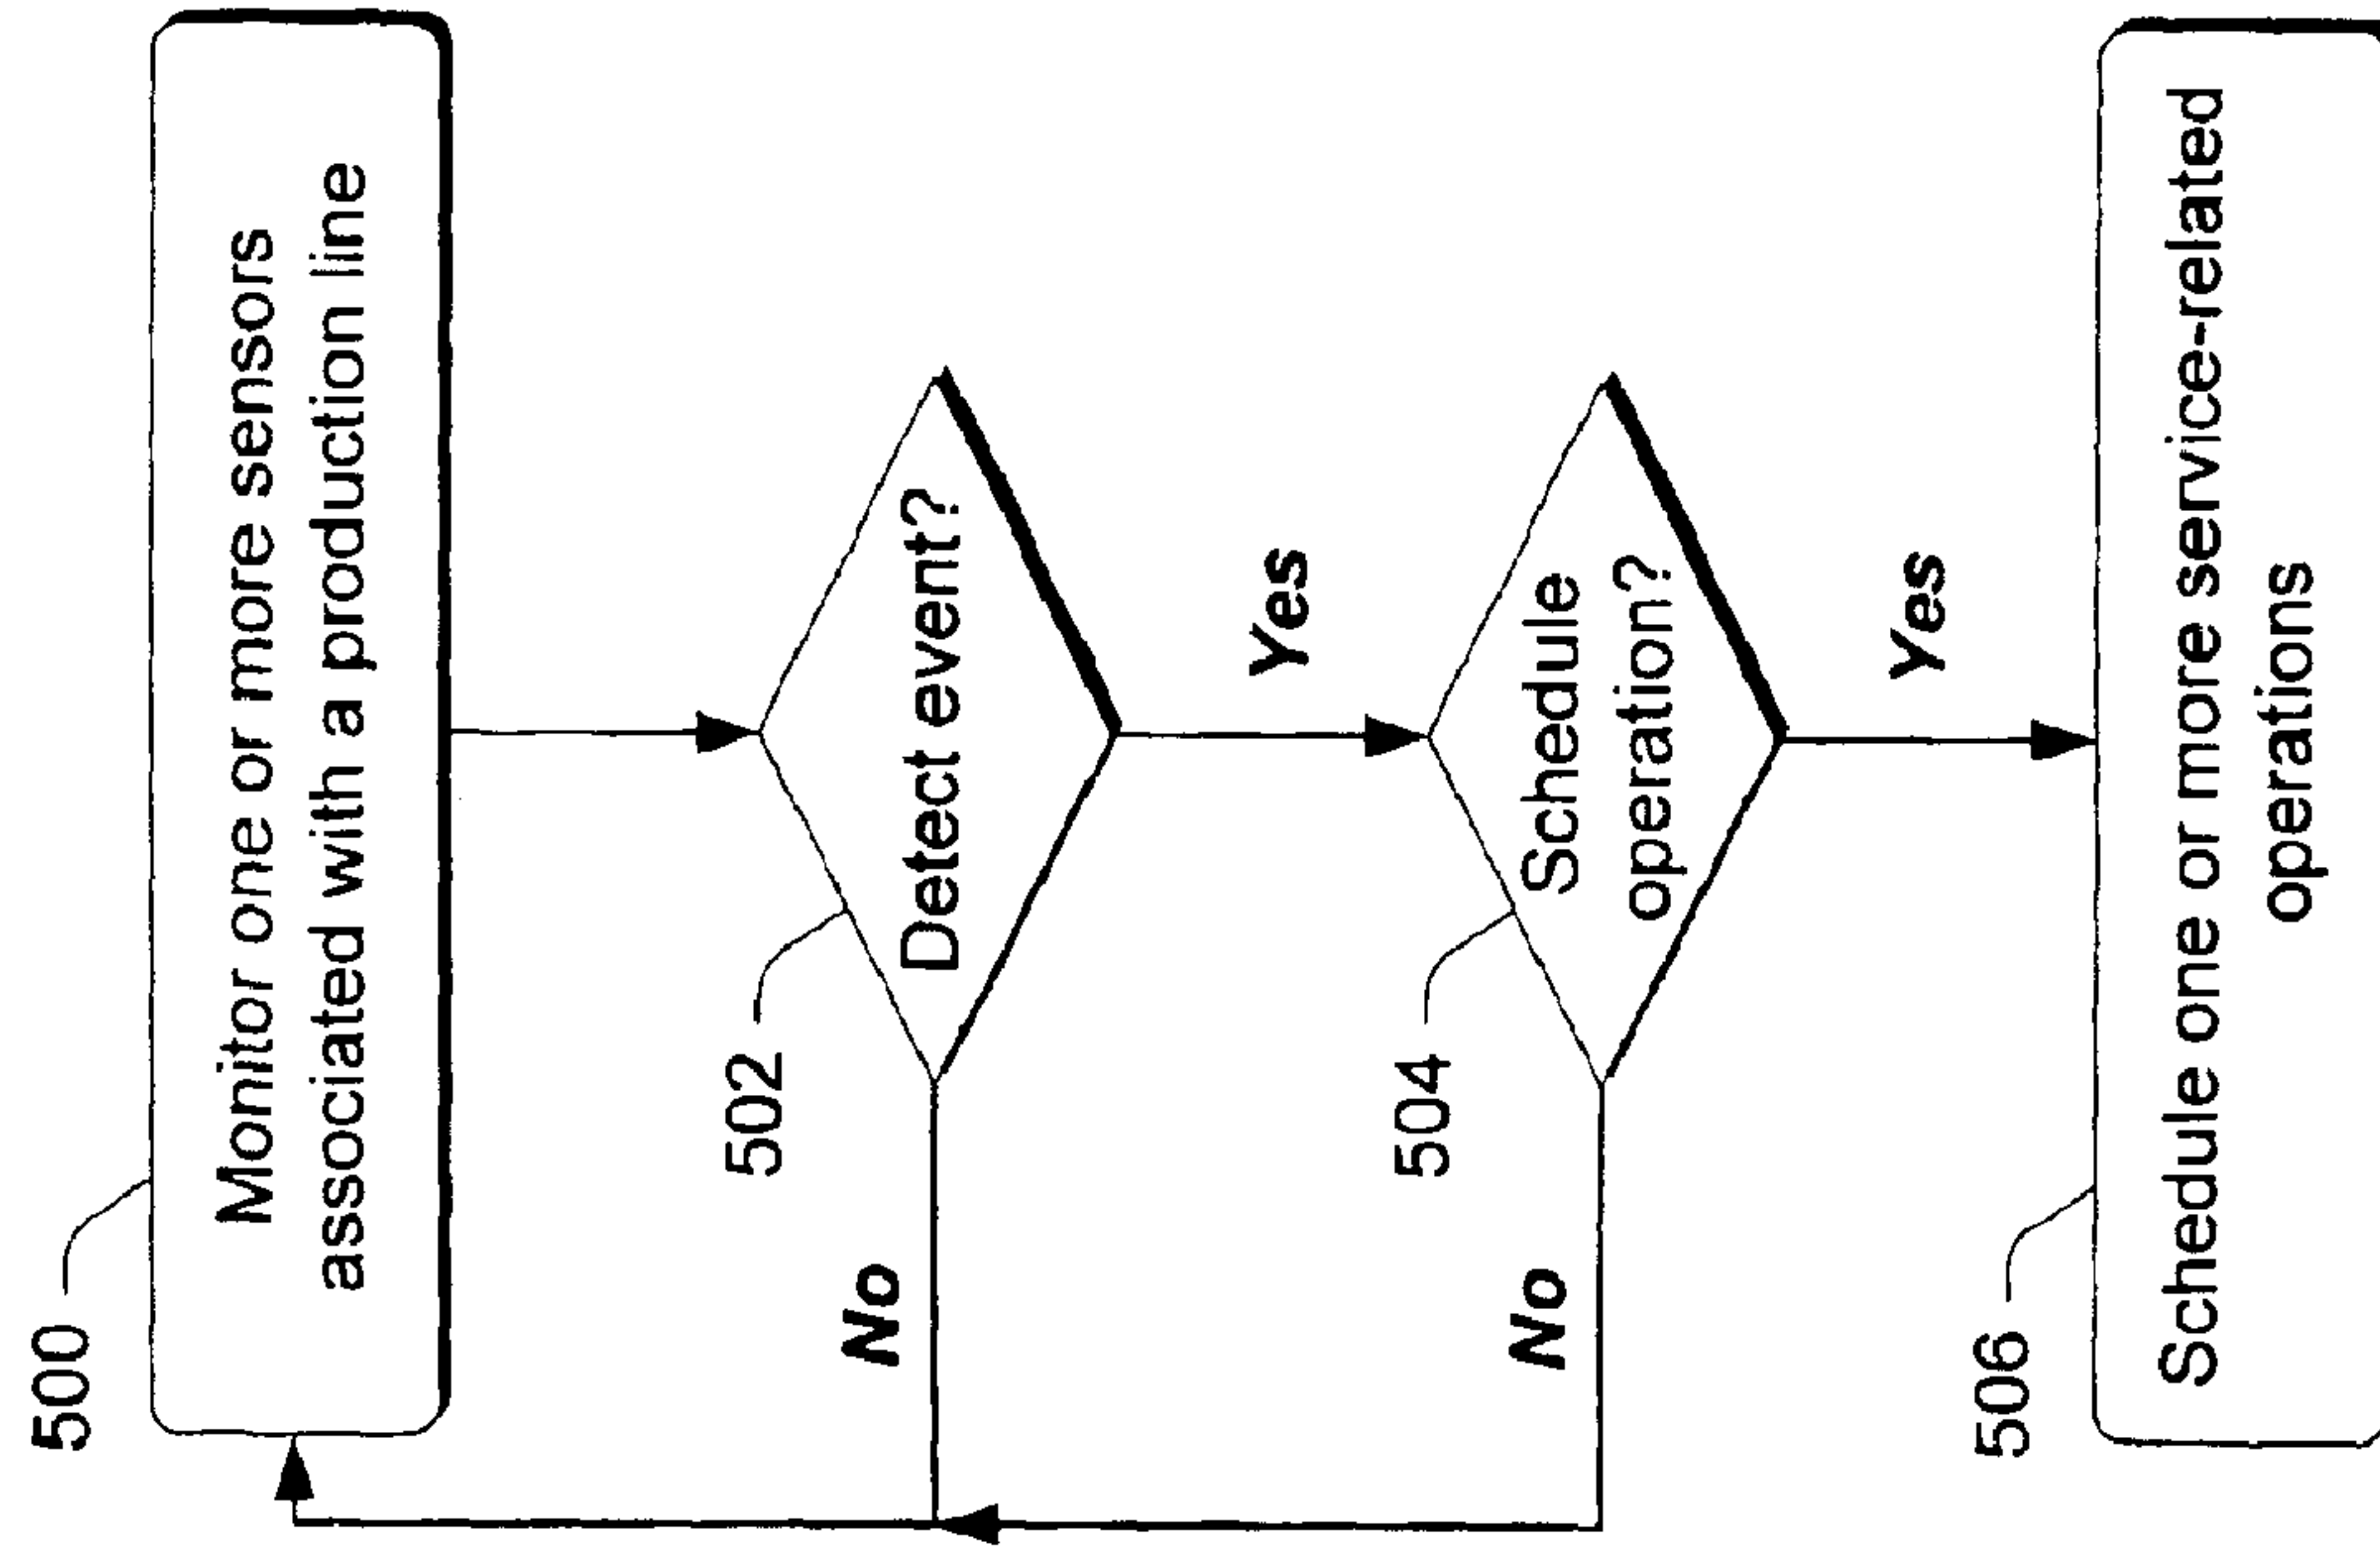 500
Monitor one or more sensors
associated with a production line
502
Detect event?
No
Yes
504
Schedule
operation?
No
Yes
506
Schedule one or more service-related
operations